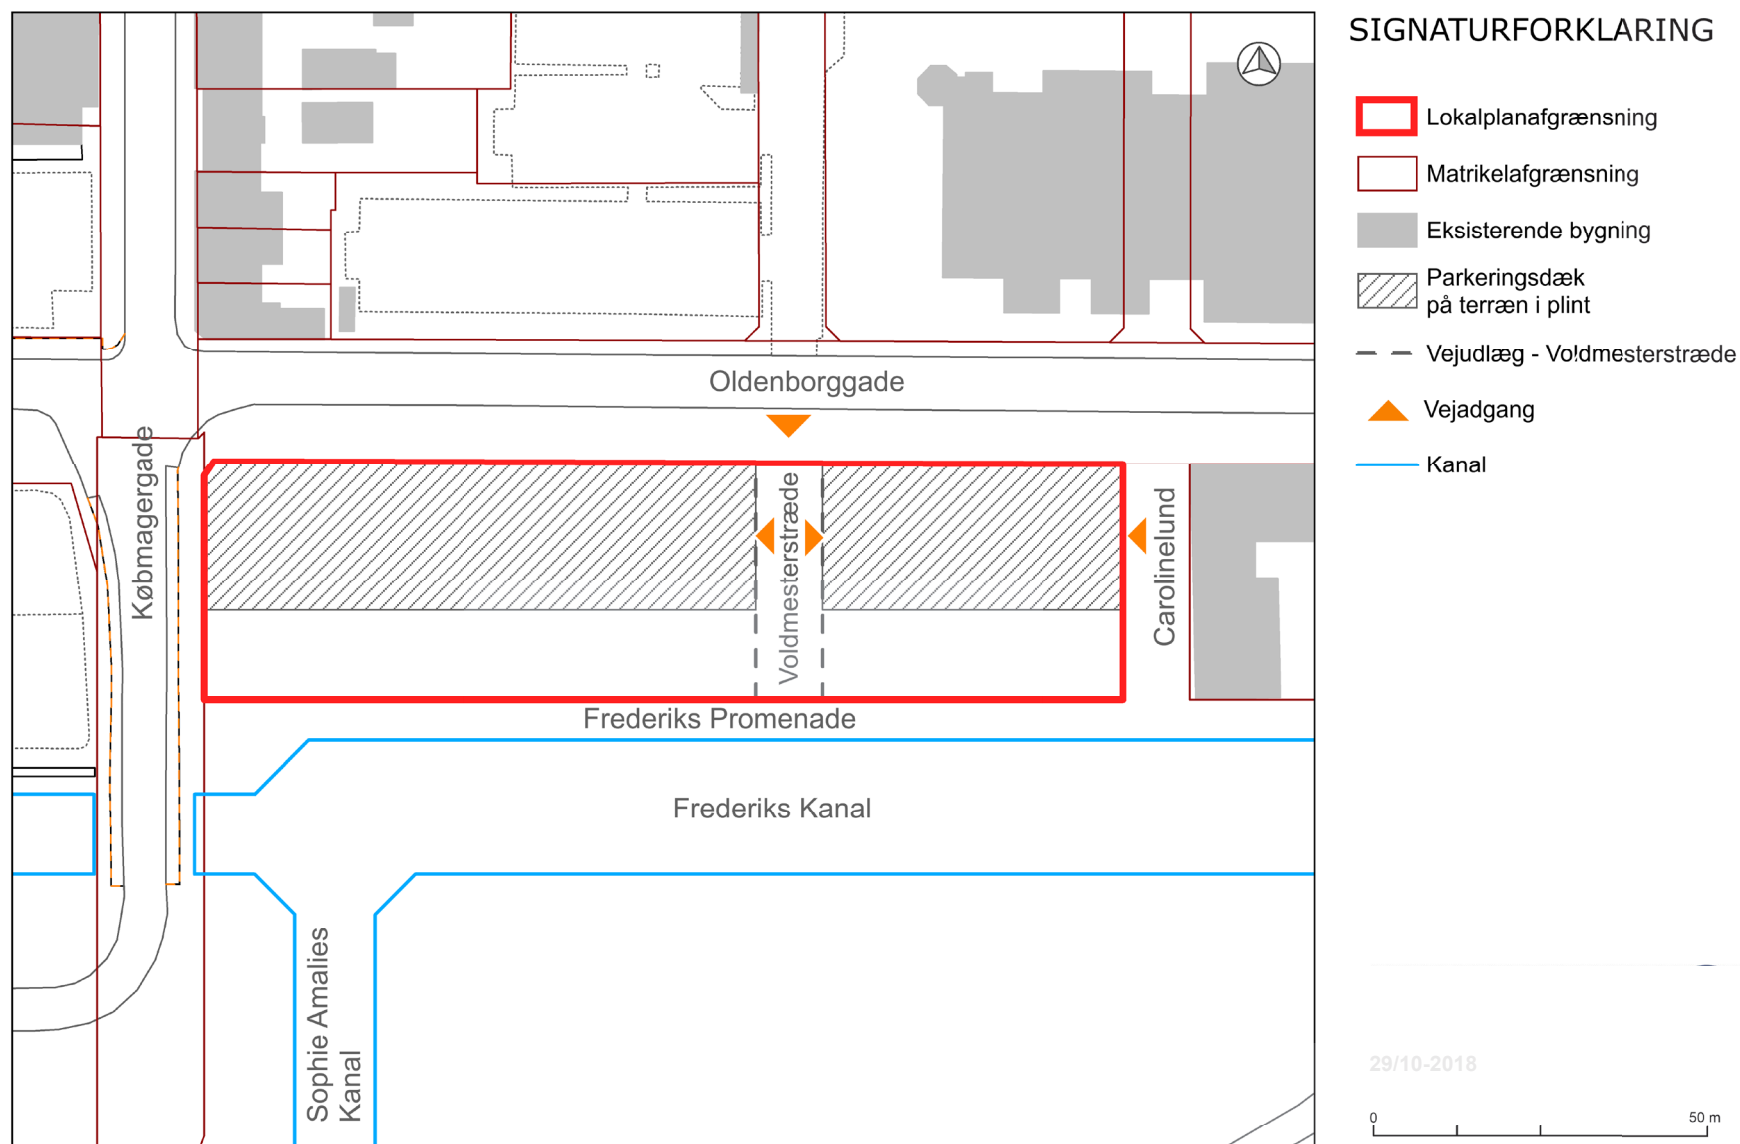 SIGNATURFORKLARING
Lokalplanafgrænsning
Matrikelafgrænsning
Eksisterende bygning
Parkeringsdæk
på terræn i plint
Vejudlæg - Voldmesterstræde
Vejadgang
Kanal
Oldenborggade
Købmagergade
Voldmesterstræde
Carolinelund
Frederiks Promenade
Frederiks Kanal
Sophie Amalies
Kanal
29/10-2018
0
50 m